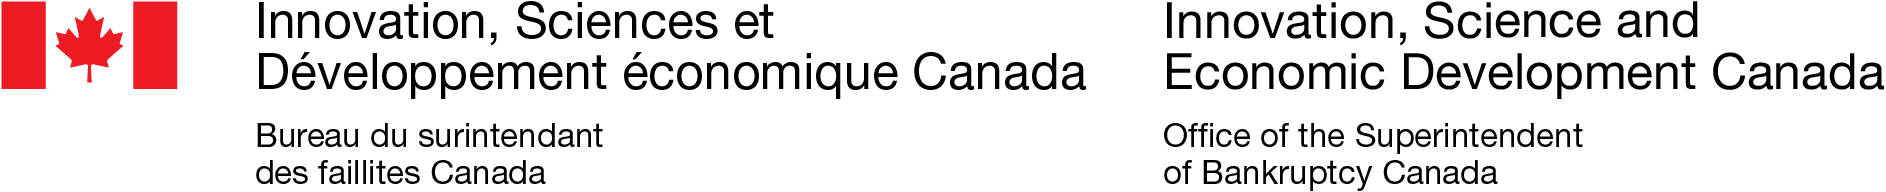 Innovation, Sciences et
Développement économique Canada
Bureau du surintendant
des faillites Canada
Innovation, Science and
Economic Development Canada
Office of the Superintendent
of Bankruptcy Canada